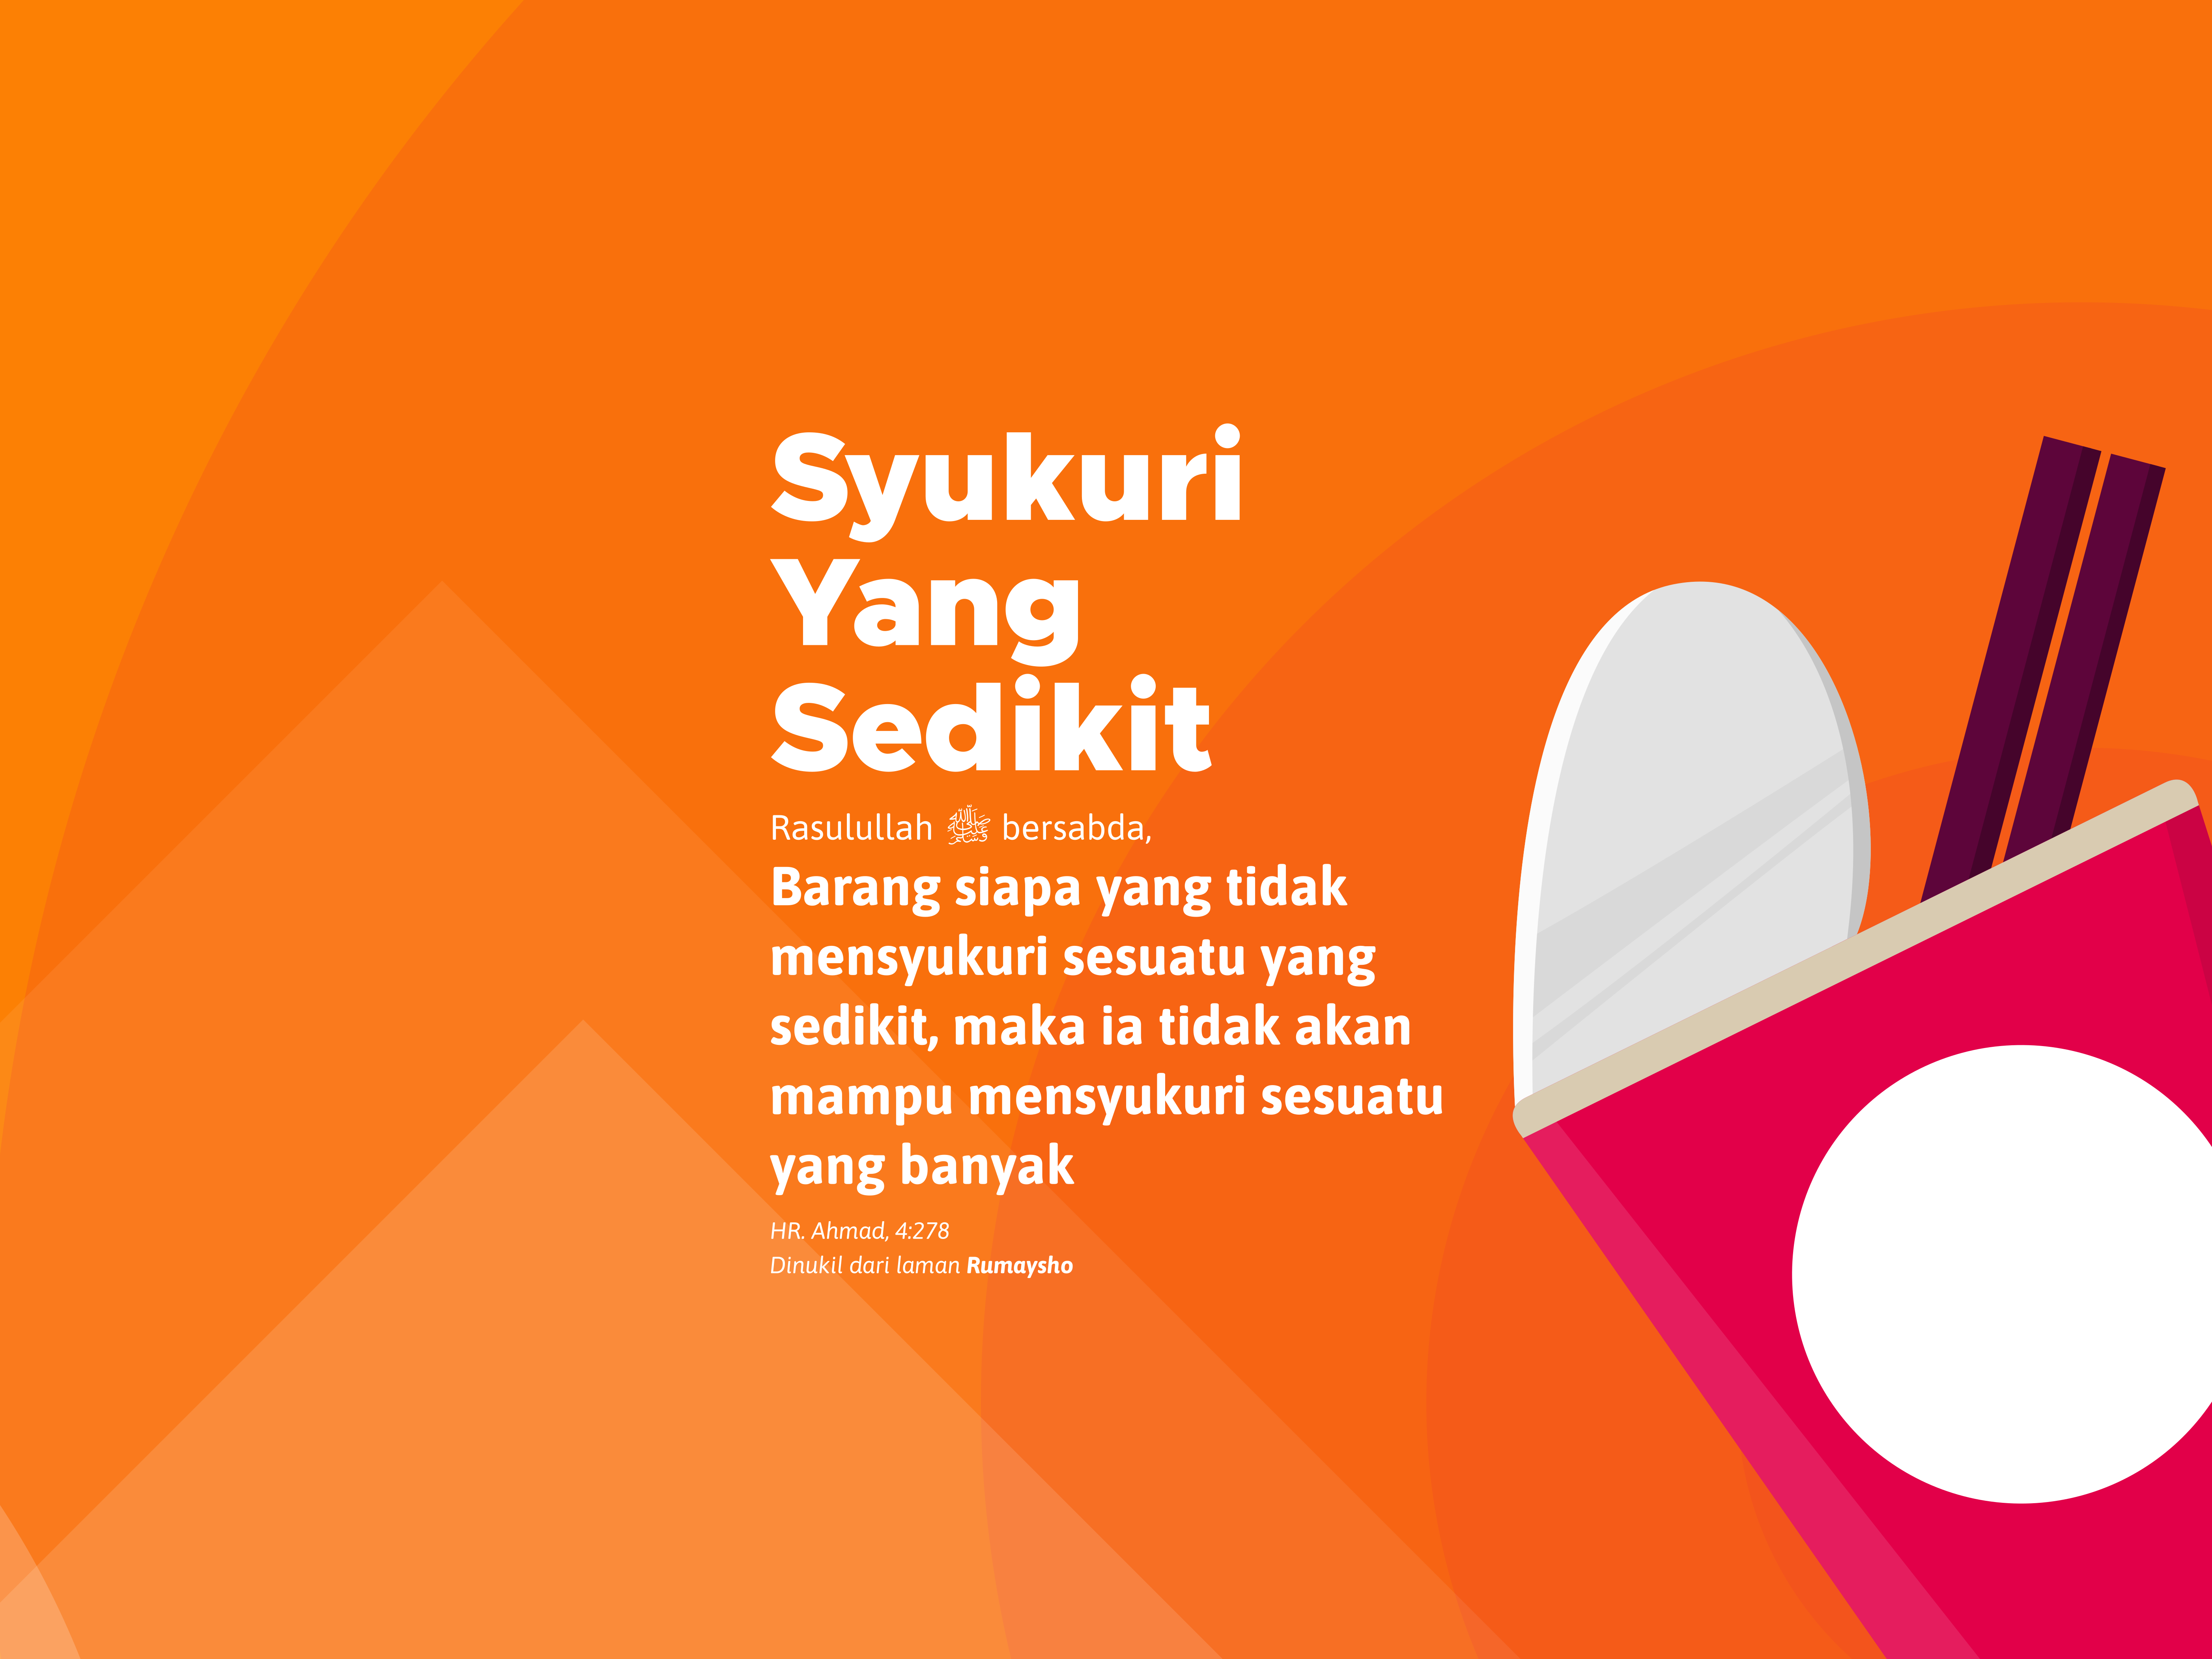 Syukuri
Yang
Sedikit
Rasulullah ﷺ bersabda,
Barang siapa yang tidak
mensyukuri sesuatu yang
sedikit, maka ia tidak akan
mampu mensyukuri sesuatu
yang banyak
HR. Ahmad, 4:278
Dinukil dari laman Rumaysho